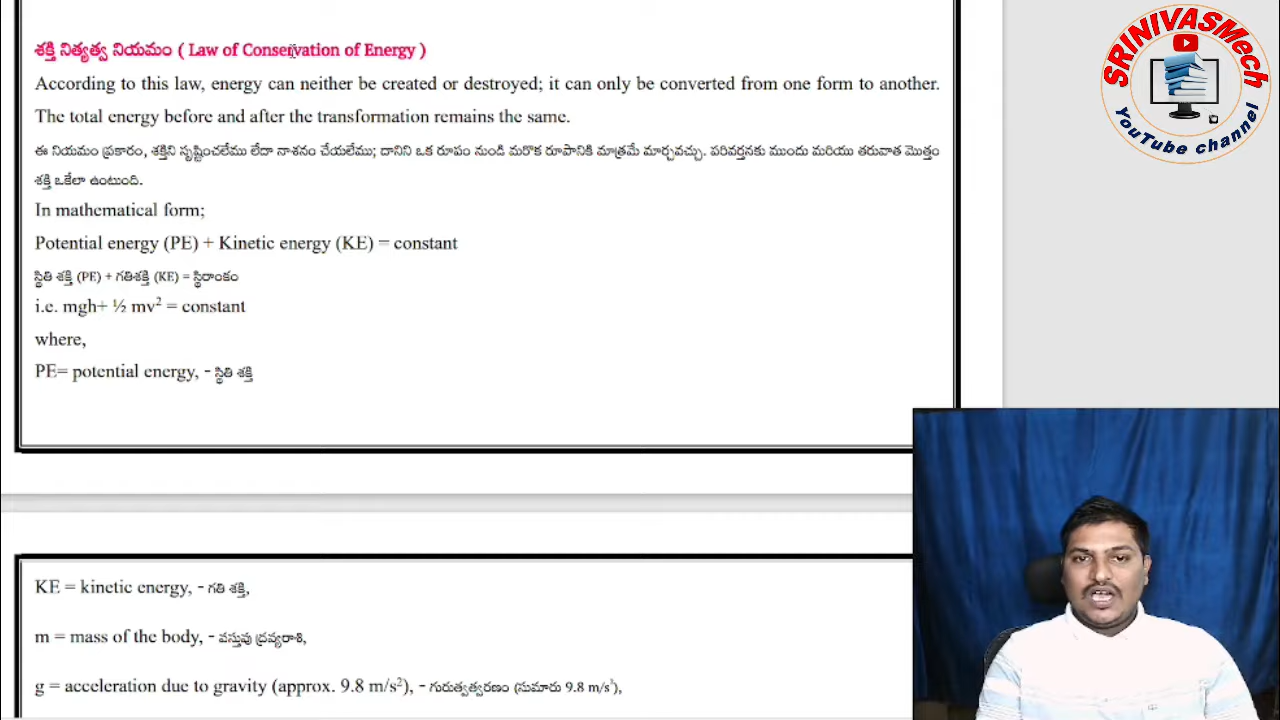 శక్తి నిత్యత్వ నియమం ( Law of Conservation of Energy )
According to this law, energy can neither be created or destroyed; it can only be converted from one form to another.
The total energy before and after the transformation remains the same.
ఈ నియమం ప్రకారం, శక్తిని సృష్టించలేము లేదా నాశనం చేయలేము; దానిని ఒక రూపం నుండి మరొక రూపానికి మాత్రమే మార్చవచ్చు. పరివర్తనకు ముందు మరియు తరువాత మొత్తం
శక్తి ఒకేలా ఉంటుంది.
In mathematical form;
Potential energy (PE) + Kinetic energy (KE) = constant
స్థితి శక్తి (PE) + గతిశక్తి (KE) = స్థిరాంకం
i.e. mgh+ ½ mv² = constant
where,
PE= potential energy, - స్థితి శక్తి
KE = kinetic energy, - గతి శక్తి,
m = mass of the body, - వస్తువు ద్రవ్యరాశి,
g = acceleration due to gravity (approx. 9.8 m/s²), - గురుత్వత్వరణం (సుమారు 9.8 m/s²),
SRINIVASMech
YouTube channel